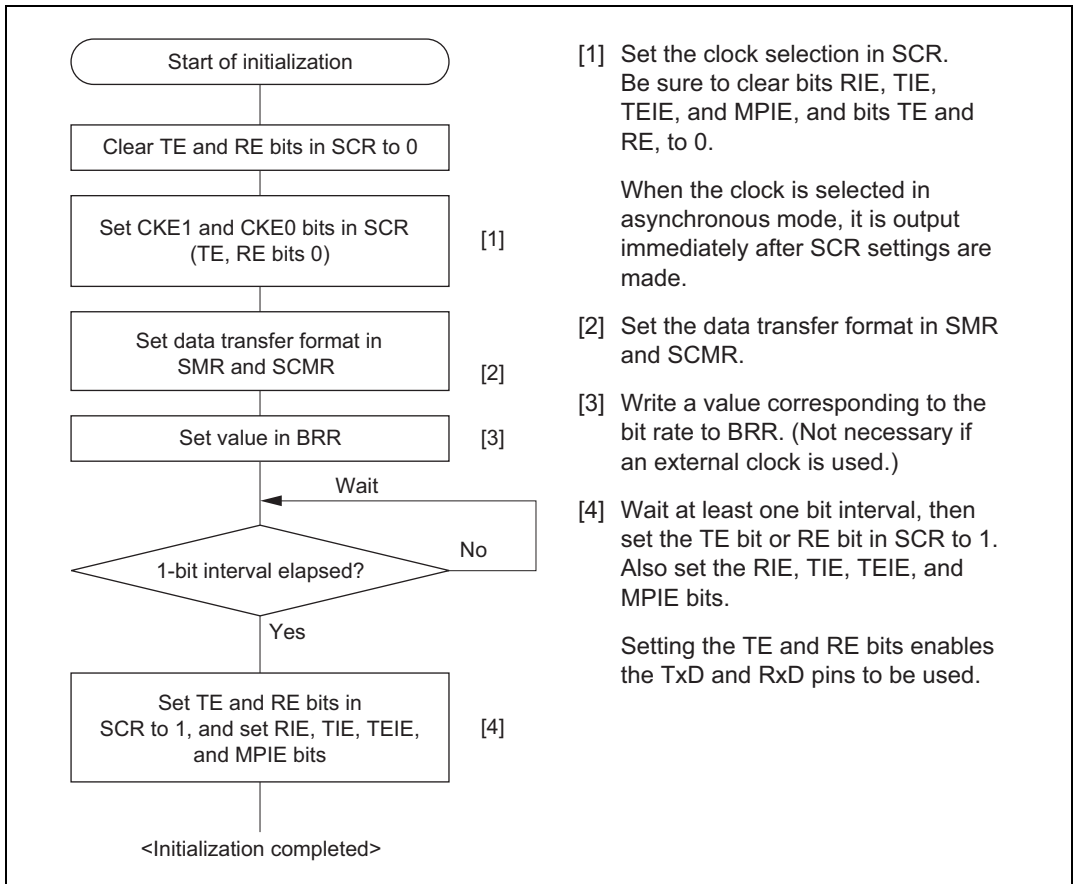 Start of initialization
Clear TE and RE bits in SCR to 0
Set CKE1 and CKE0 bits in SCR
(TE, RE bits 0)
[1]
Set data transfer format in
SMR and SCMR
[2]
Set value in BRR
[3]
Wait
No
1-bit interval elapsed?
Yes
Set TE and RE bits in
SCR to 1, and set RIE, TIE, TEIE,
and MPIE bits
[4]
<Initialization completed>
[1] Set the clock selection in SCR.
Be sure to clear bits RIE, TIE,
TEIE, and MPIE, and bits TE and
RE, to 0.
When the clock is selected in
asynchronous mode, it is output
immediately after SCR settings are
made.
[2] Set the data transfer format in SMR
and SCMR.
[3] Write a value corresponding to the
bit rate to BRR. (Not necessary if
an external clock is used.)
[4] Wait at least one bit interval, then
set the TE bit or RE bit in SCR to 1.
Also set the RIE, TIE, TEIE, and
MPIE bits.
Setting the TE and RE bits enables
the TxD and RxD pins to be used.